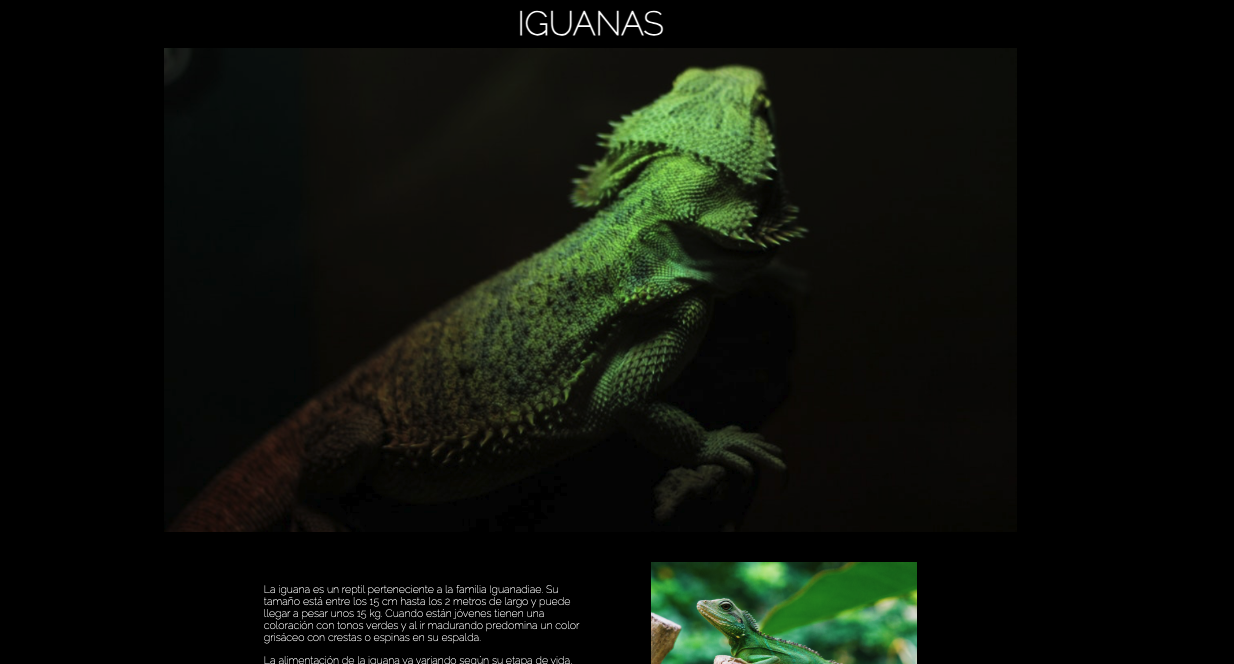 IGUANAS
La iguana es un reptil perteneciente a la familia Iguanadiae. Su
tamaño está entre los 15 cm hasta los 2 metros de largo y puede
llegar a pesar unos 15 kg. Cuando están jóvenes tienen una
coloración con tonos verdes y al ir madurando predomina un color
grisáceo con crestas o espinas en su espalda.
La alimentación de la iguana va variando según su etapa de vida.